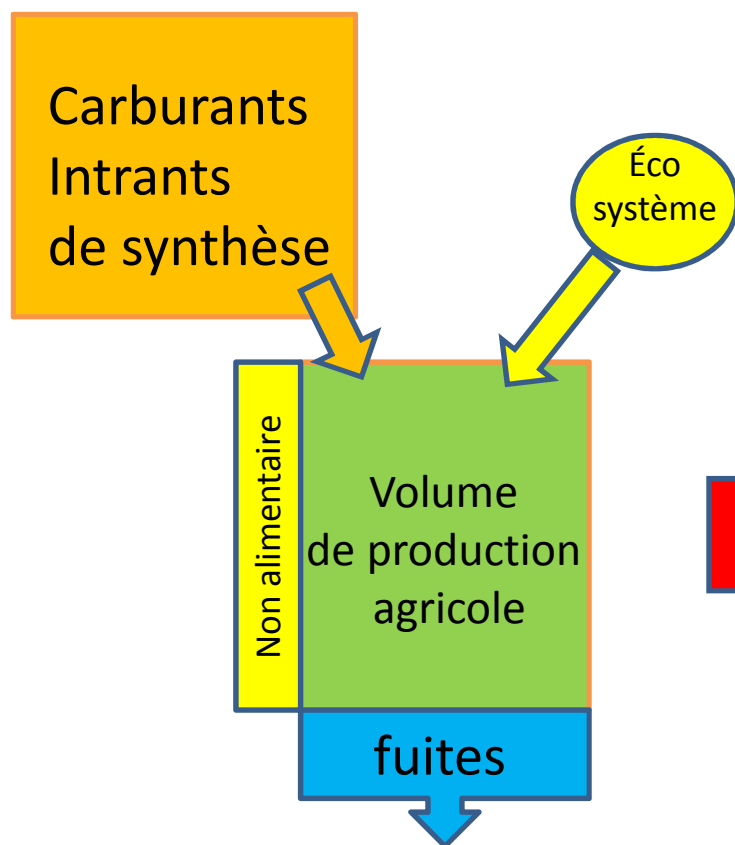 Carburants
Intrants
de synthèse
Éco
système
Non alimentaire
Volume
de production
agricole
fuites